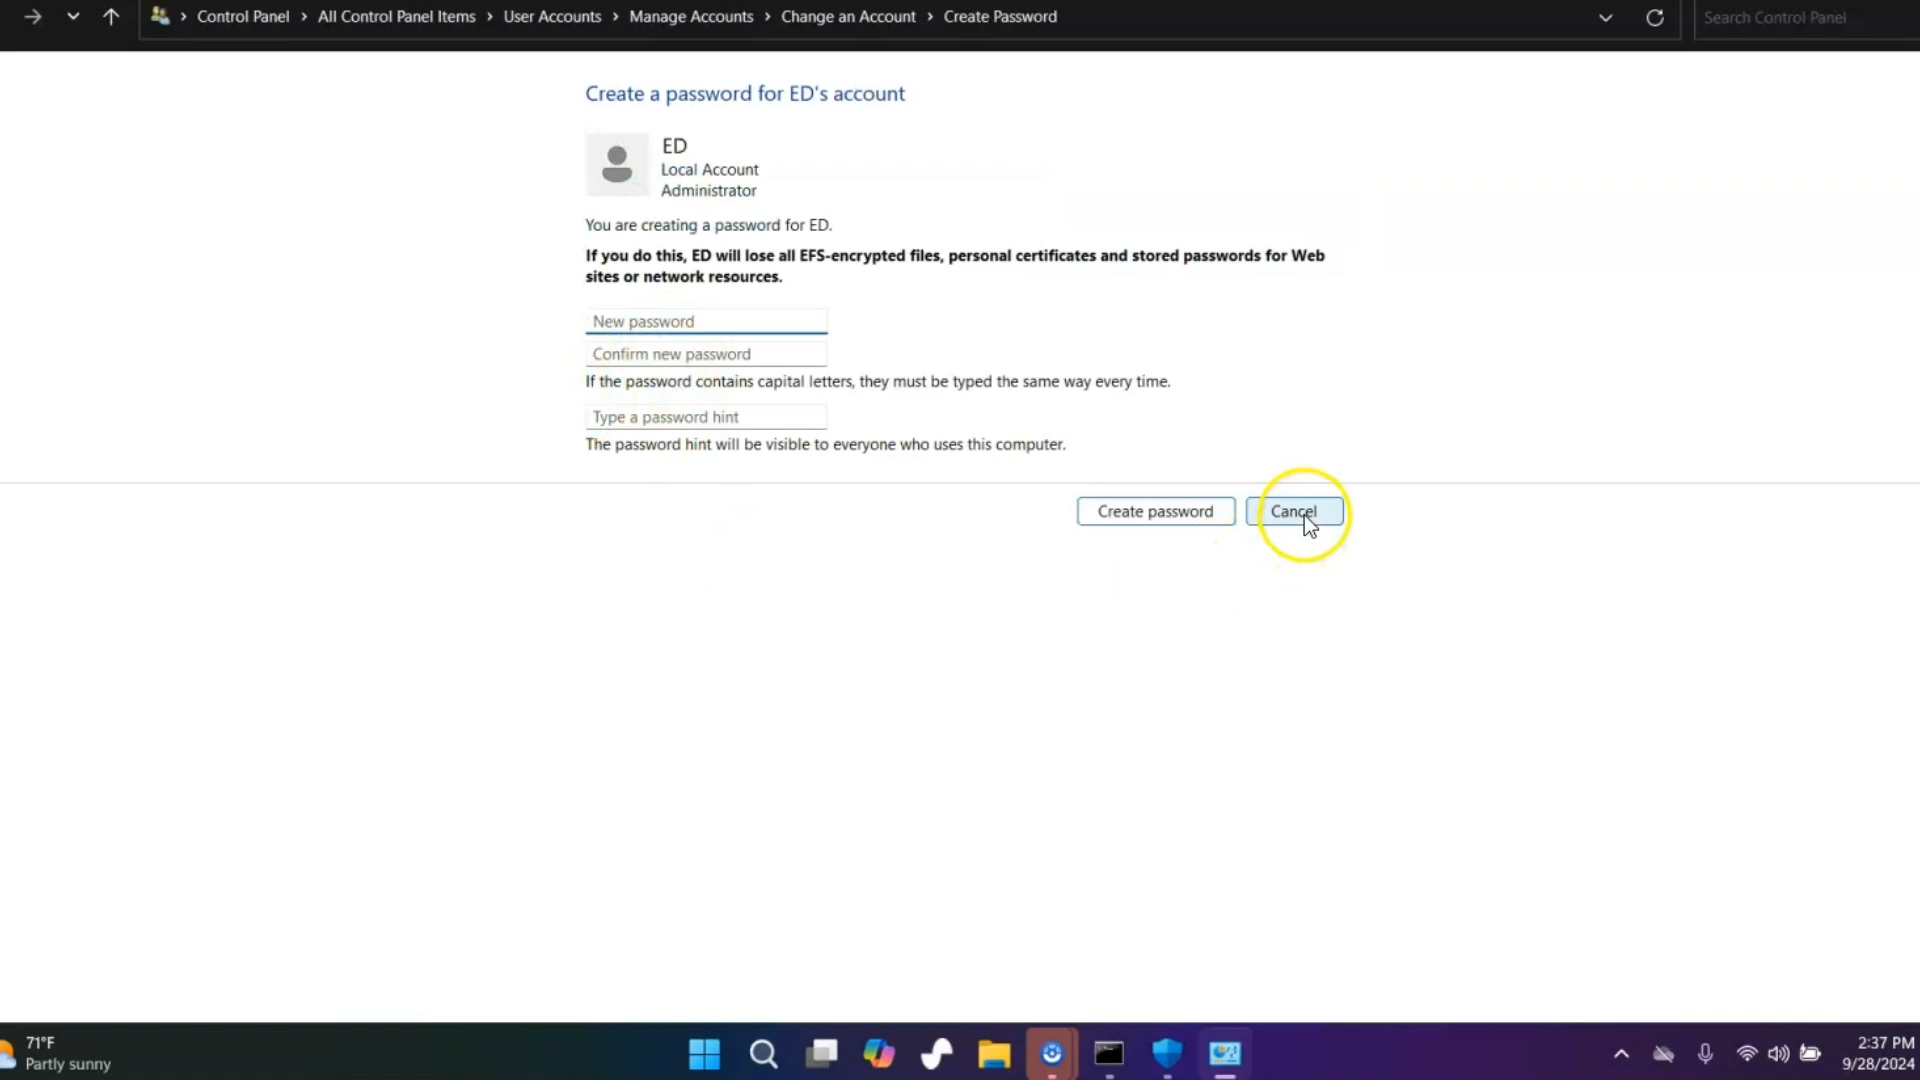 Control Panel › All Control Panel Items › User Accounts › Manage Accounts › Change an Account › Create Password
Search Control Panel
Create a password for ED's account
ED
Local Account
Administrator
You are creating a password for ED.
If you do this, ED will lose all EFS-encrypted files, personal certificates and stored passwords for Web
sites or network resources.
New password
Confirm new password
If the password contains capital letters, they must be typed the same way every time.
Type a password hint
The password hint will be visible to everyone who uses this computer.
Create password
Cancel
71°F
Partly sunny
2:37 PM
9/28/2024